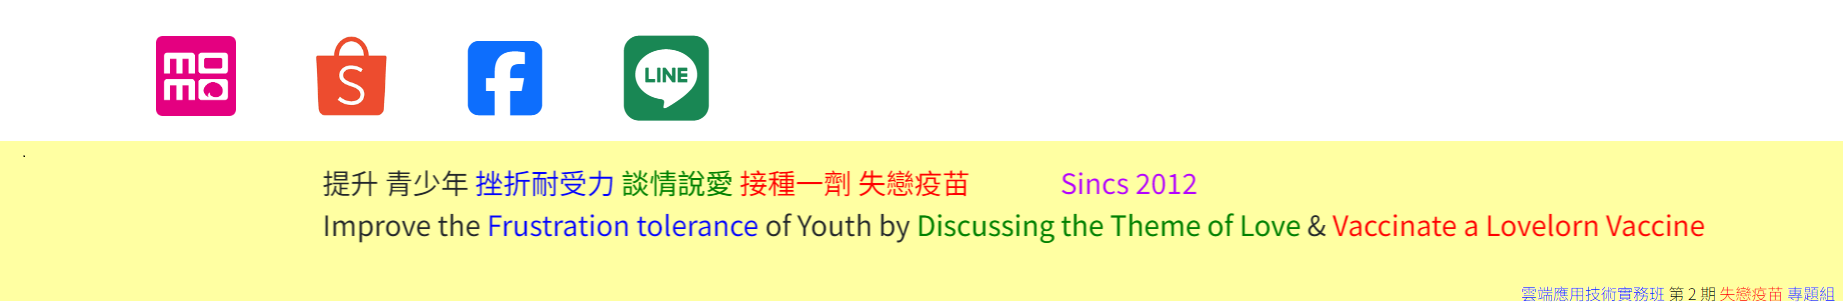 momo
S
f
LINE
.
提升 青少年 挫折耐受力 談情說愛 接種一劑 失戀疫苗 Sincs 2012
Improve the Frustration tolerance of Youth by Discussing the Theme of Love & Vaccinate a Lovelorn Vaccine
雲端應用技術實務班 第 2 期 失戀疫苗 專題組